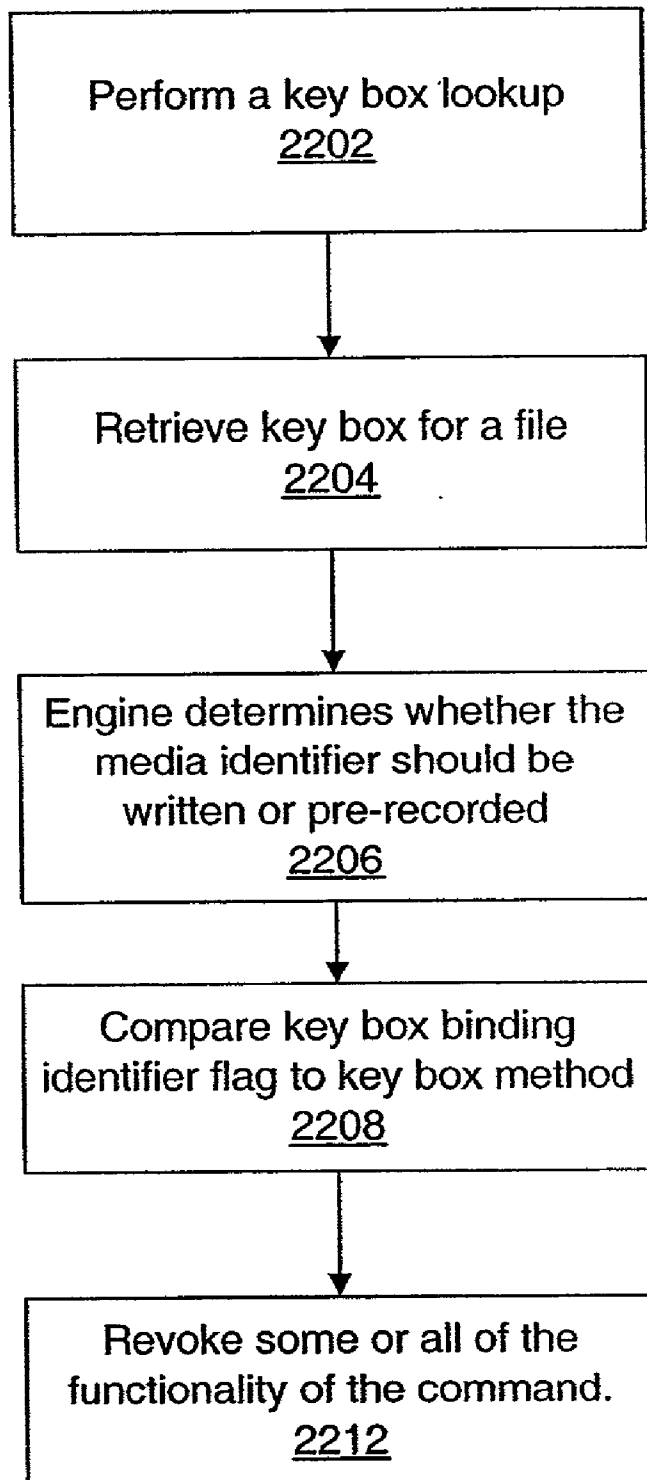 Perform a key box lookup
2202
Retrieve key box for a file
2204
Engine determines whether the
media identifier should be
written or pre-recorded
2206
Compare key box binding
identifier flag to key box method
2208
Revoke some or all of the
functionality of the command.
2212